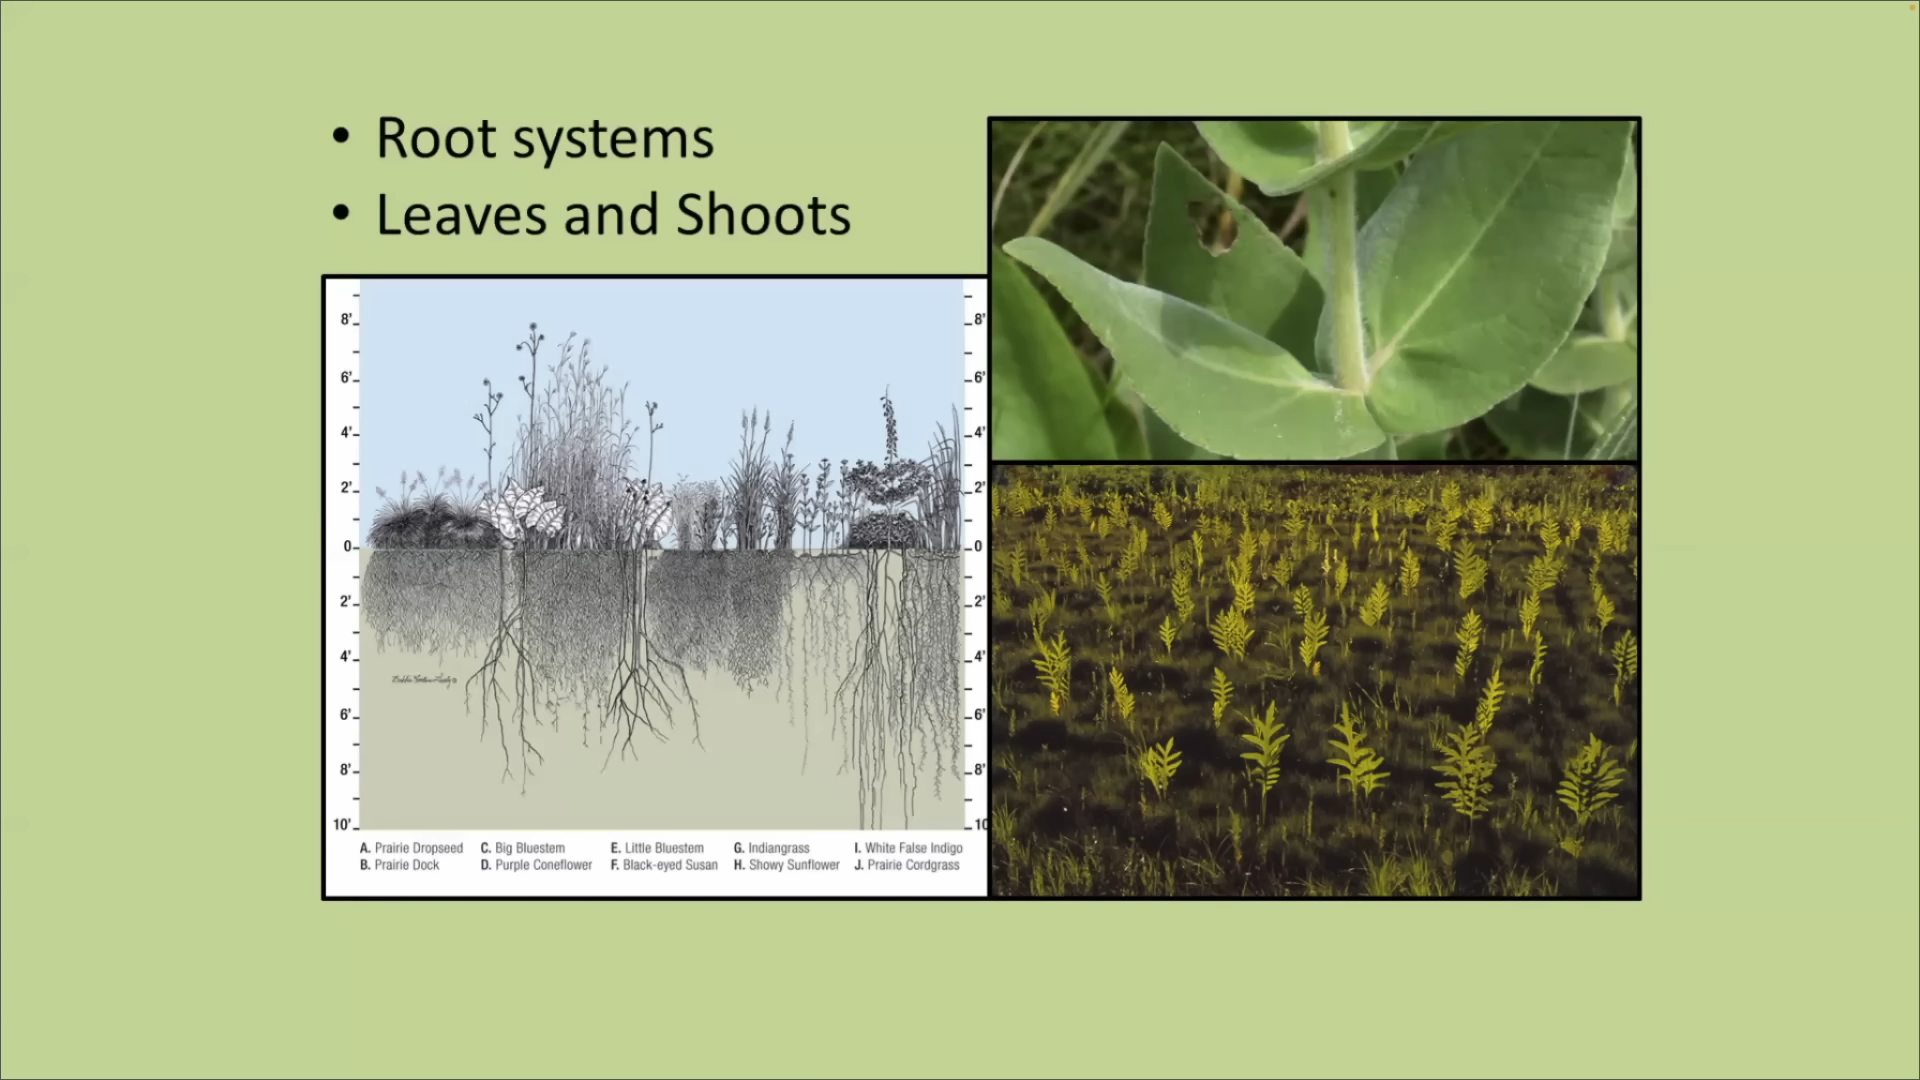 • Root systems
• Leaves and Shoots
8' 8'
6' 6'
4' 4'
2' 2'
0 0
2' 2'
4' 4'
6' 6'
8' 8'
10' 10
A. Prairie Dropseed C. Big Bluestem E. Little Bluestem G. Indiangrass I. White False Indigo
B. Prairie Dock D. Purple Coneflower F. Black-eyed Susan H. Showy Sunflower J. Prairie Cordgrass